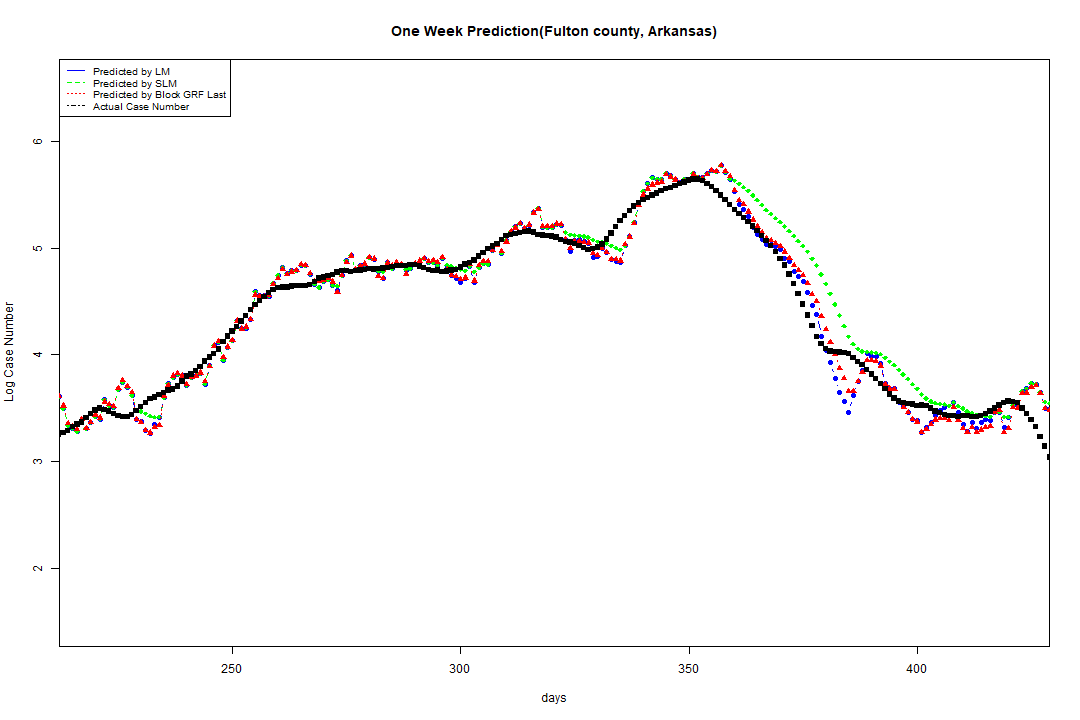 One Week Prediction(Fulton county, Arkansas)
Predicted by LM
Predicted by SLM
Predicted by Block GRF Last
Actual Case Number
6
5
4
3
2
Log Case Number
250
300
350
400
days